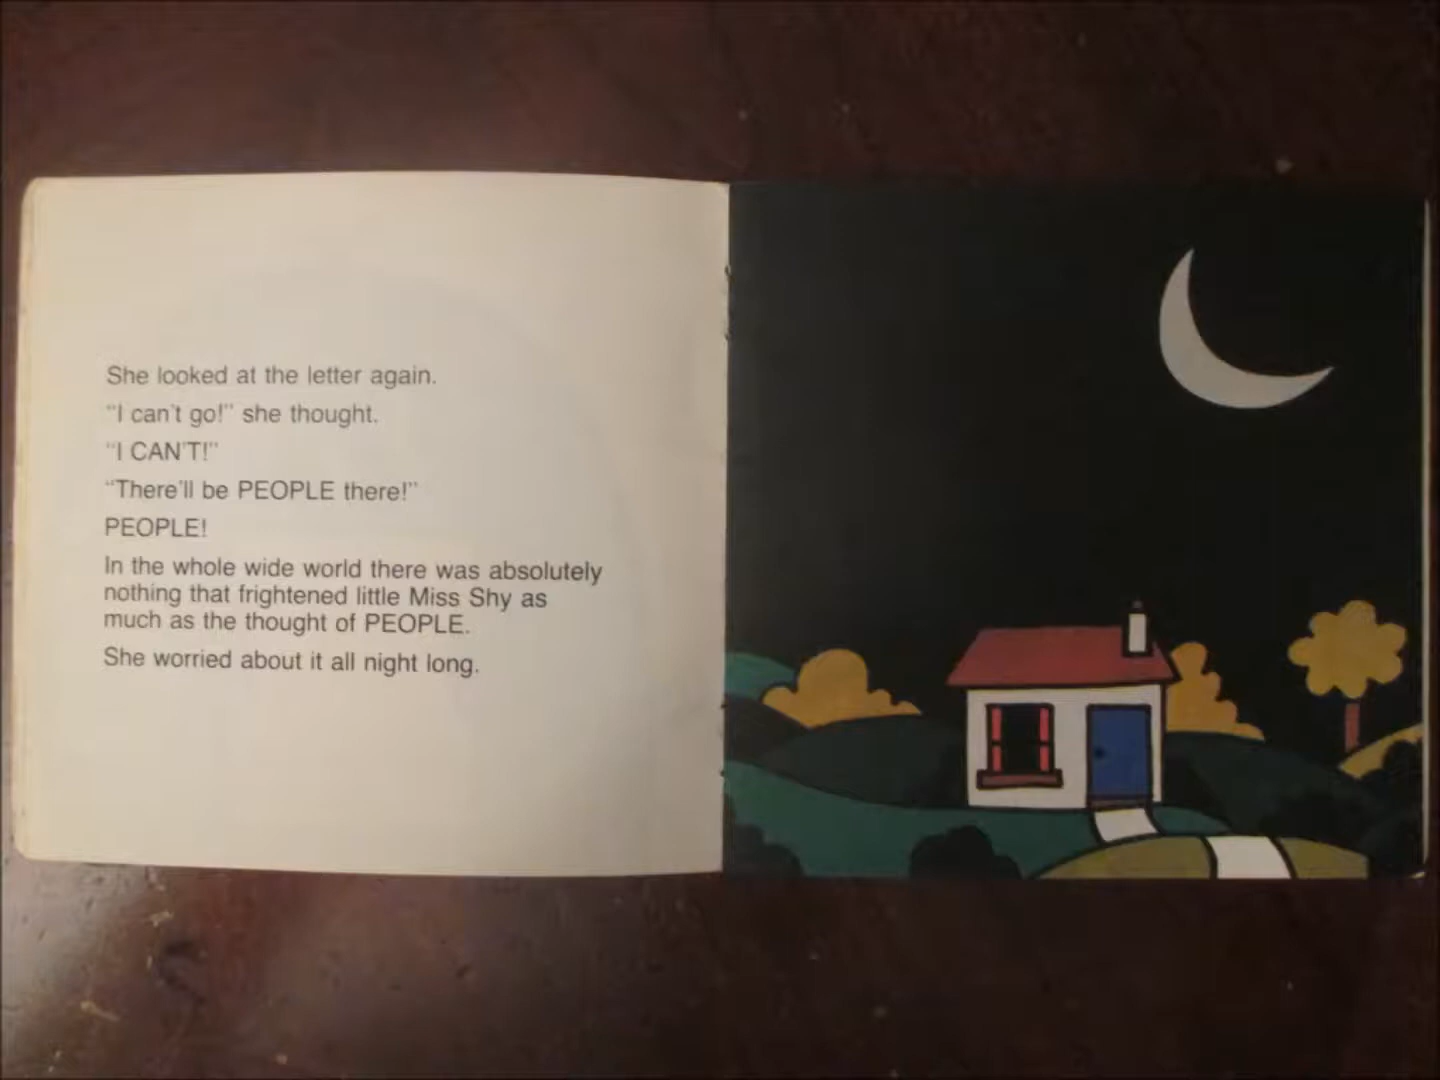 She looked at the letter again.
“I can't go!” she thought.
“I CAN'T!”
“There'll be PEOPLE there!”
PEOPLE!
In the whole wide world there was absolutely
nothing that frightened little Miss Shy as
much as the thought of PEOPLE.
She worried about it all night long.